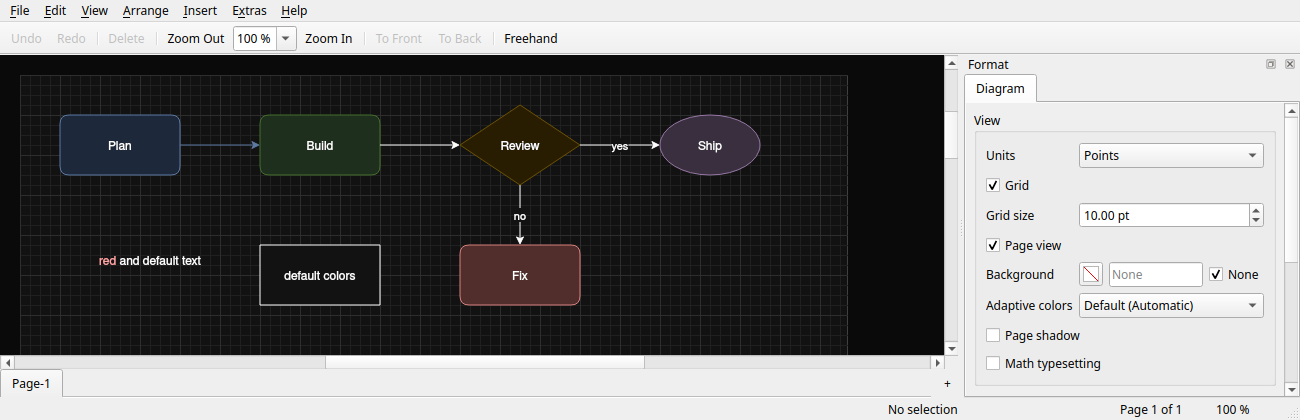 File Edit View Arrange Insert Extras Help
Undo Redo Delete Zoom Out 100 % Zoom In To Front To Back Freehand
Format
Diagram
View
Units Points
Grid
Grid size 10.00 pt
Page view
Background None None
Adaptive colors Default (Automatic)
Page shadow
Math typesetting
Plan Build Review yes Ship
no
red and default text default colors Fix
Page-1 +
No selection Page 1 of 1 100 %